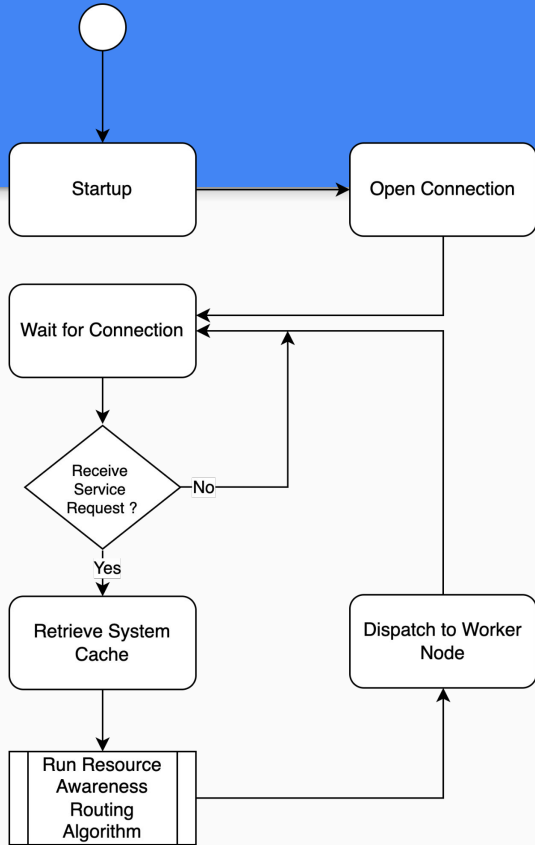 Startup
Open Connection
Wait for Connection
Receive
Service
Request ?
No
Yes
Retrieve System
Cache
Dispatch to Worker
Node
Run Resource
Awareness
Routing
Algorithm